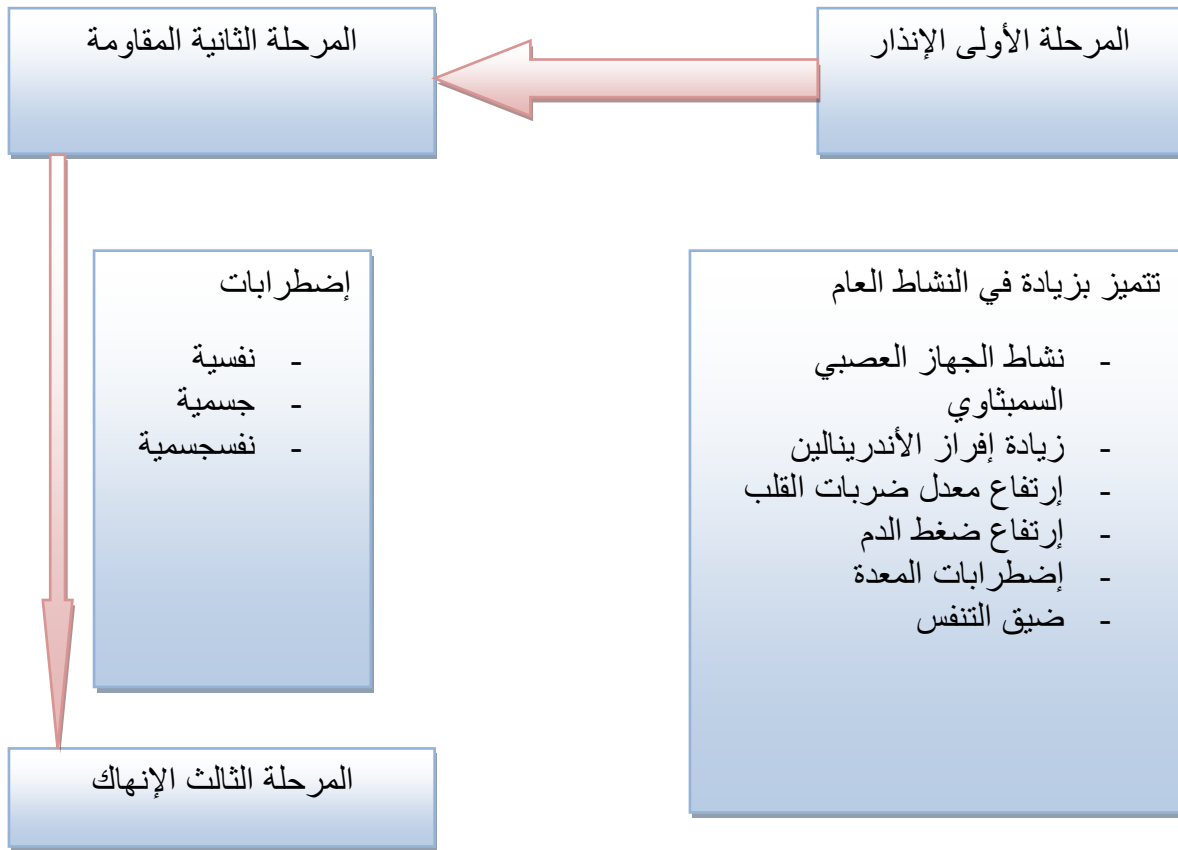 المرحلة الأولى الإنذار
المرحلة الثانية المقاومة
تتميز بزيادة في النشاط العام
- نشاط الجهاز العصبي
السمبثاوي
- زيادة إفراز الأندرينالين
- إرتفاع معدل ضربات القلب
- إرتفاع ضغط الدم
- إضطرابات المعدة
- ضيق التنفس
إضطرابات
- نفسية
- جسمية
- نفسجسمية
المرحلة الثالث الإنهاك